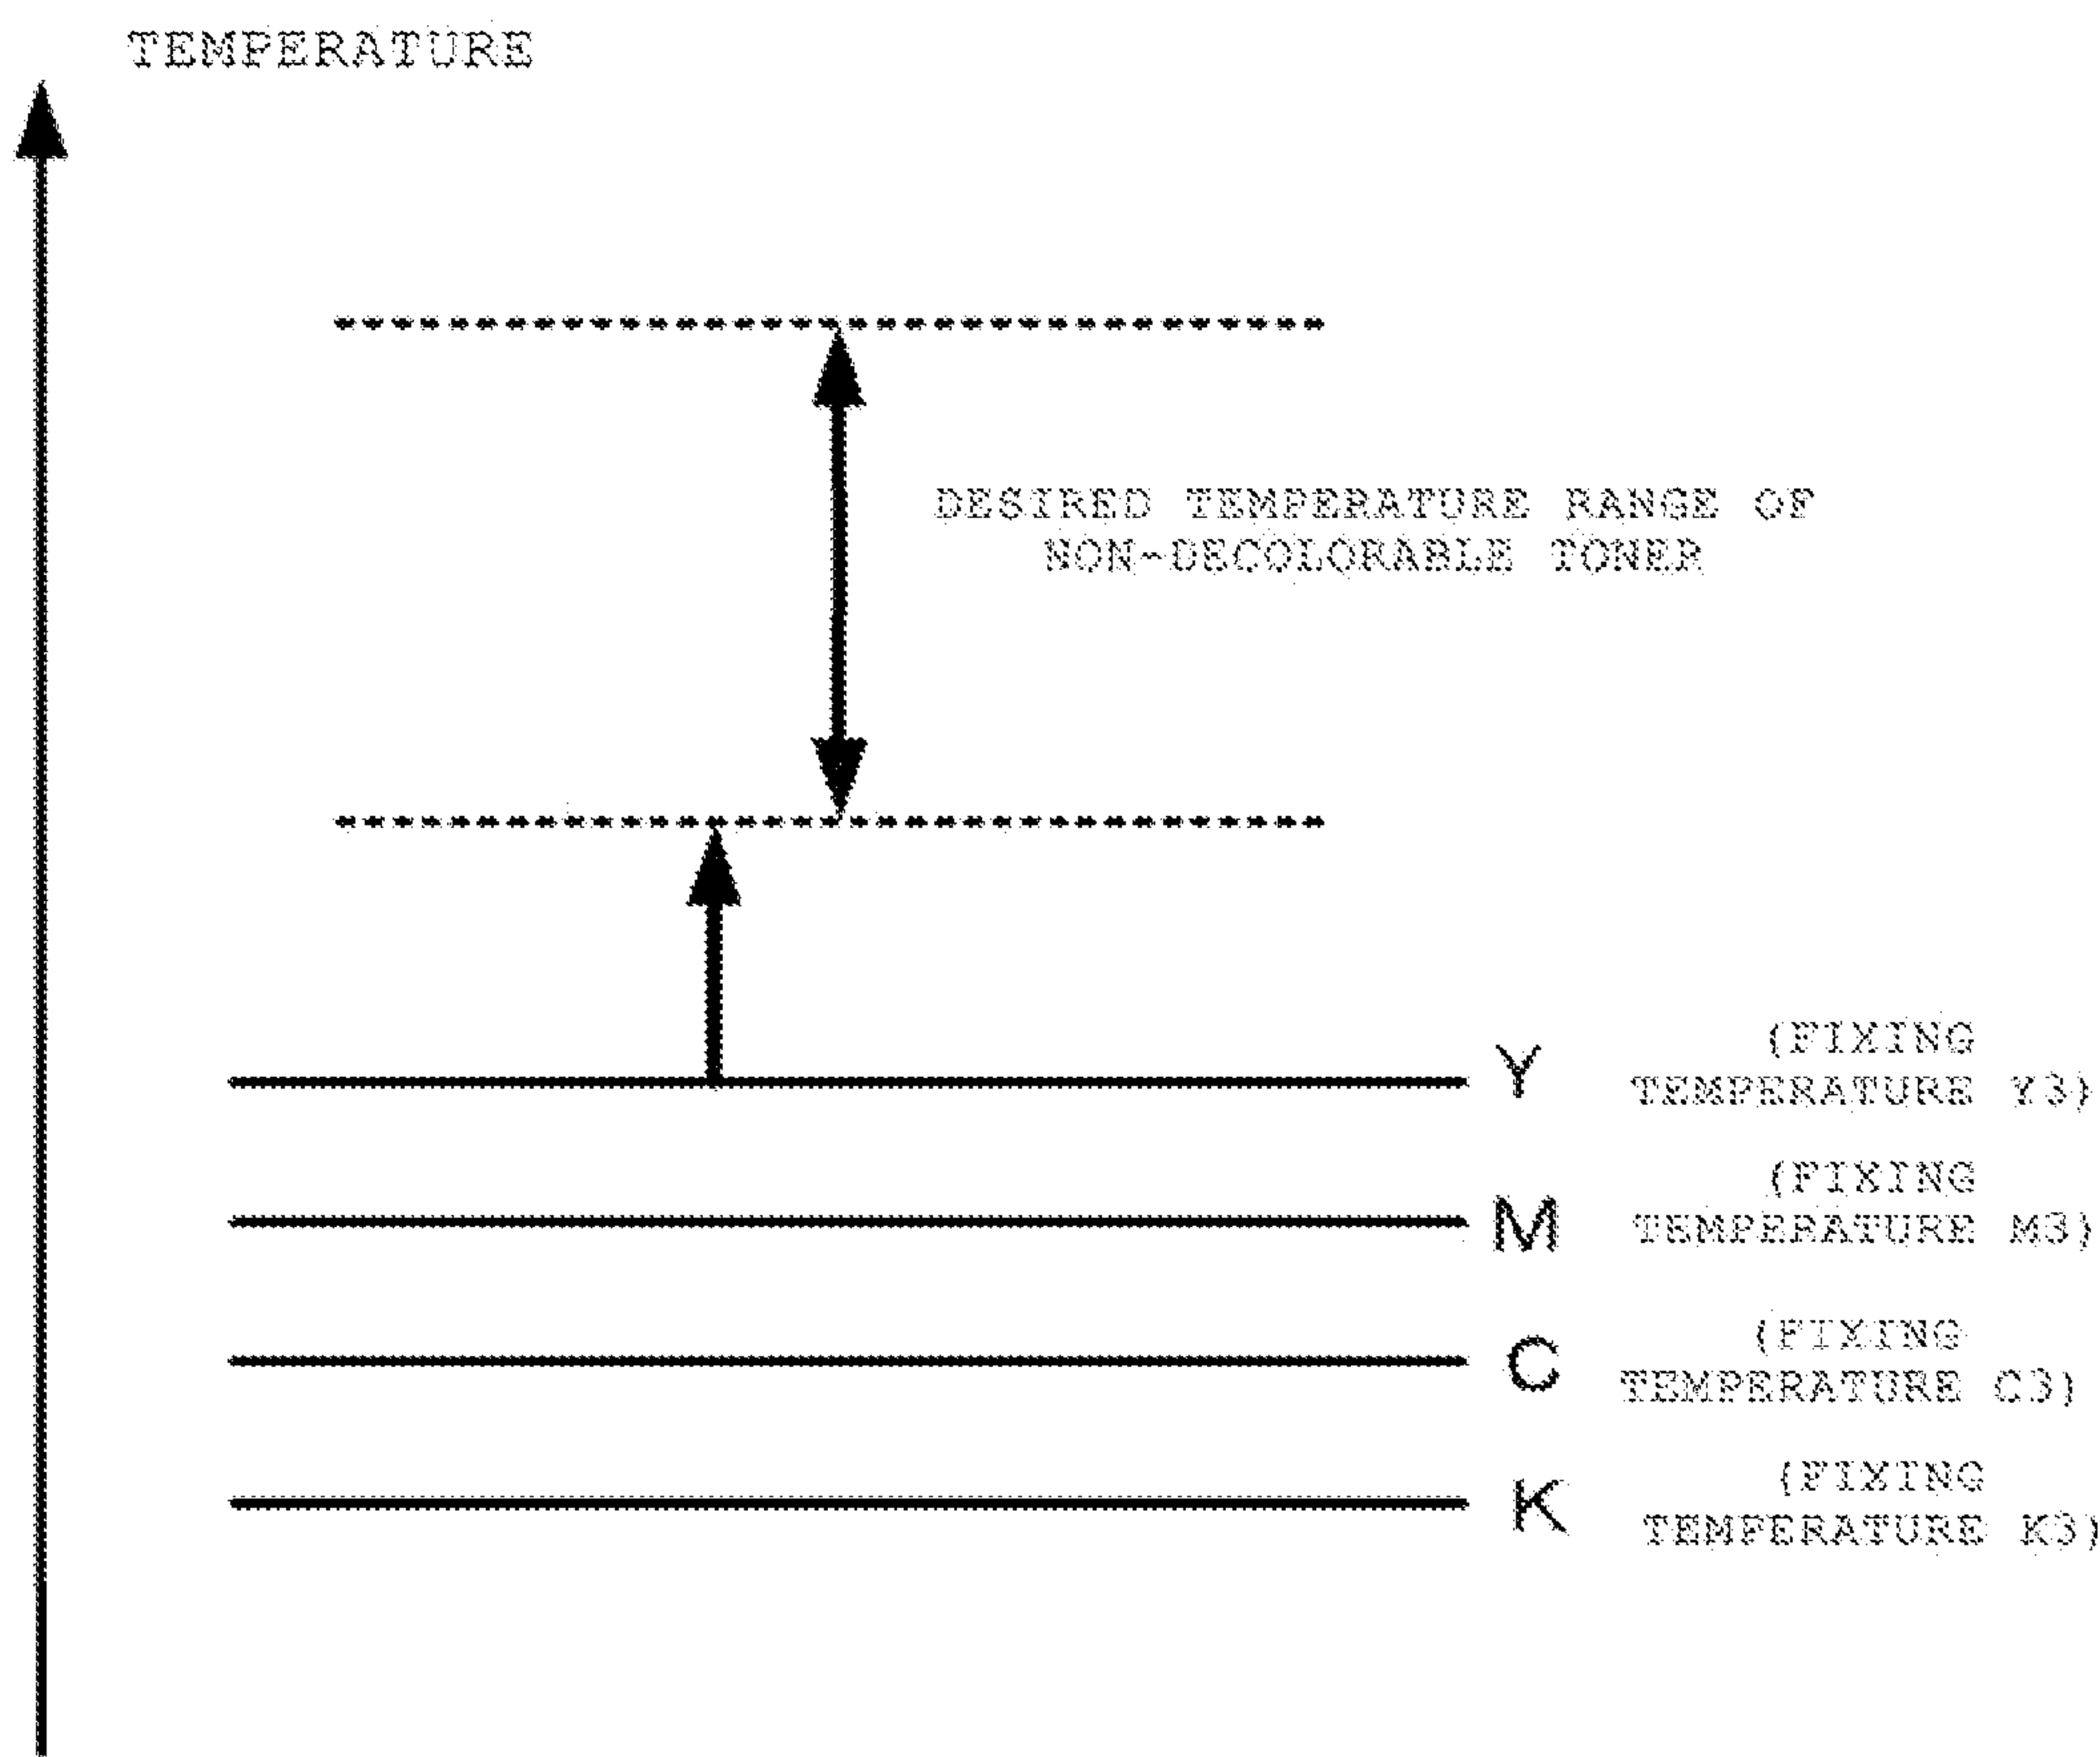 TEMPERATURE
DESIRED TEMPERATURE RANGE OF
NON-DECOLORABLE TONER
Y
(FIXING
TEMPERATURE Y3)
M
(FIXING
TEMPERATURE M3)
C
(FIXING
TEMPERATURE C3)
K
(FIXING
TEMPERATURE K3)